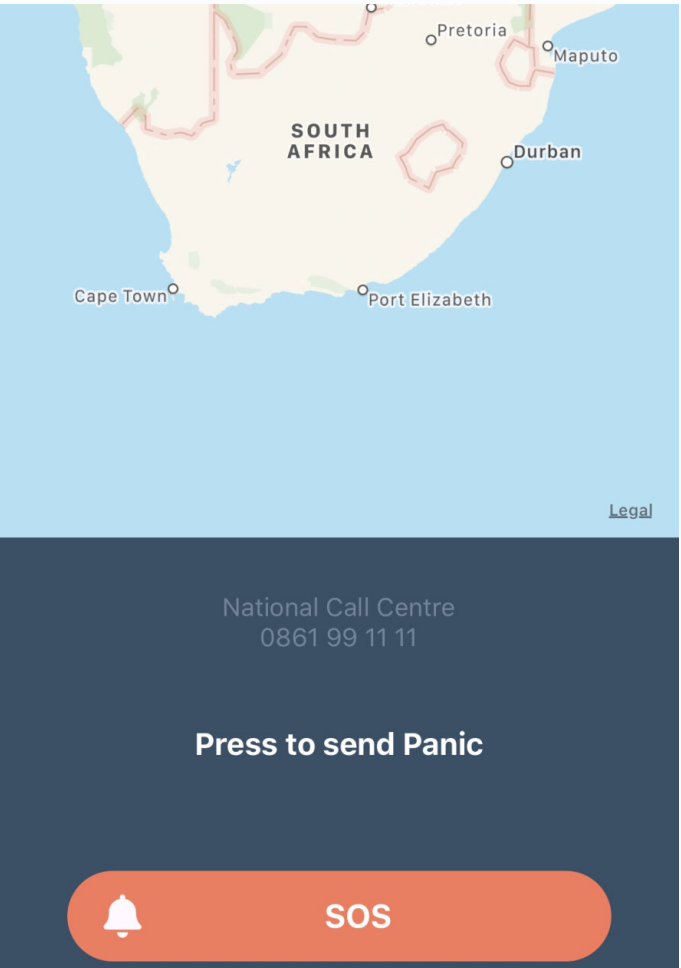 Pretoria
Maputo
SOUTH
AFRICA
Durban
Cape Town
Port Elizabeth
Legal
National Call Centre
0861 99 11 11
Press to send Panic
SOS